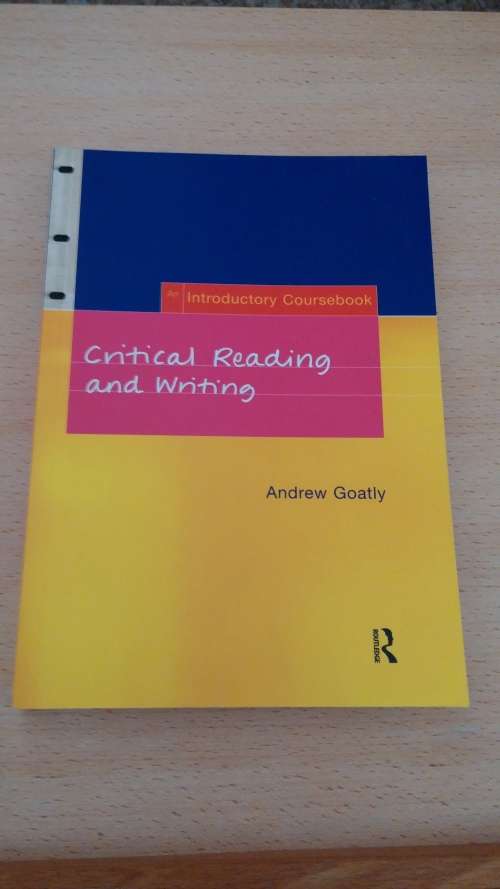 An Introductory Coursebook
Critical Reading
and Writing
Andrew Goatly
ROUTLEDGE